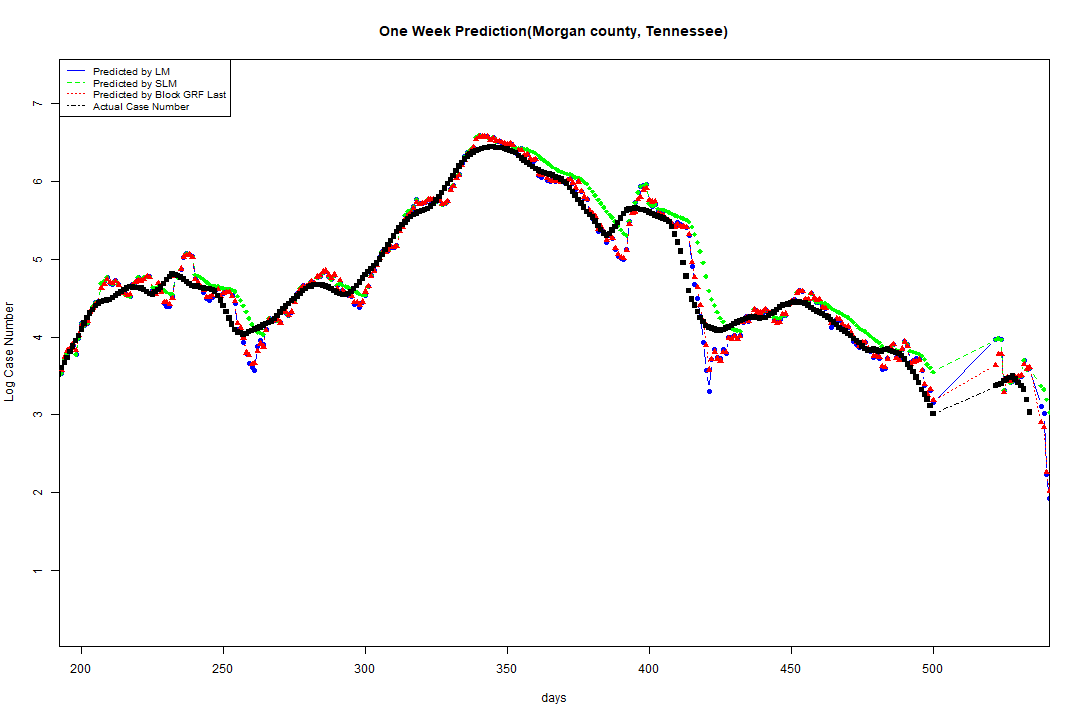 One Week Prediction(Morgan county, Tennessee)
Predicted by LM
Predicted by SLM
Predicted by Block GRF Last
Actual Case Number
7
6
5
4
3
2
1
Log Case Number
200 250 300 350 400 450 500
days